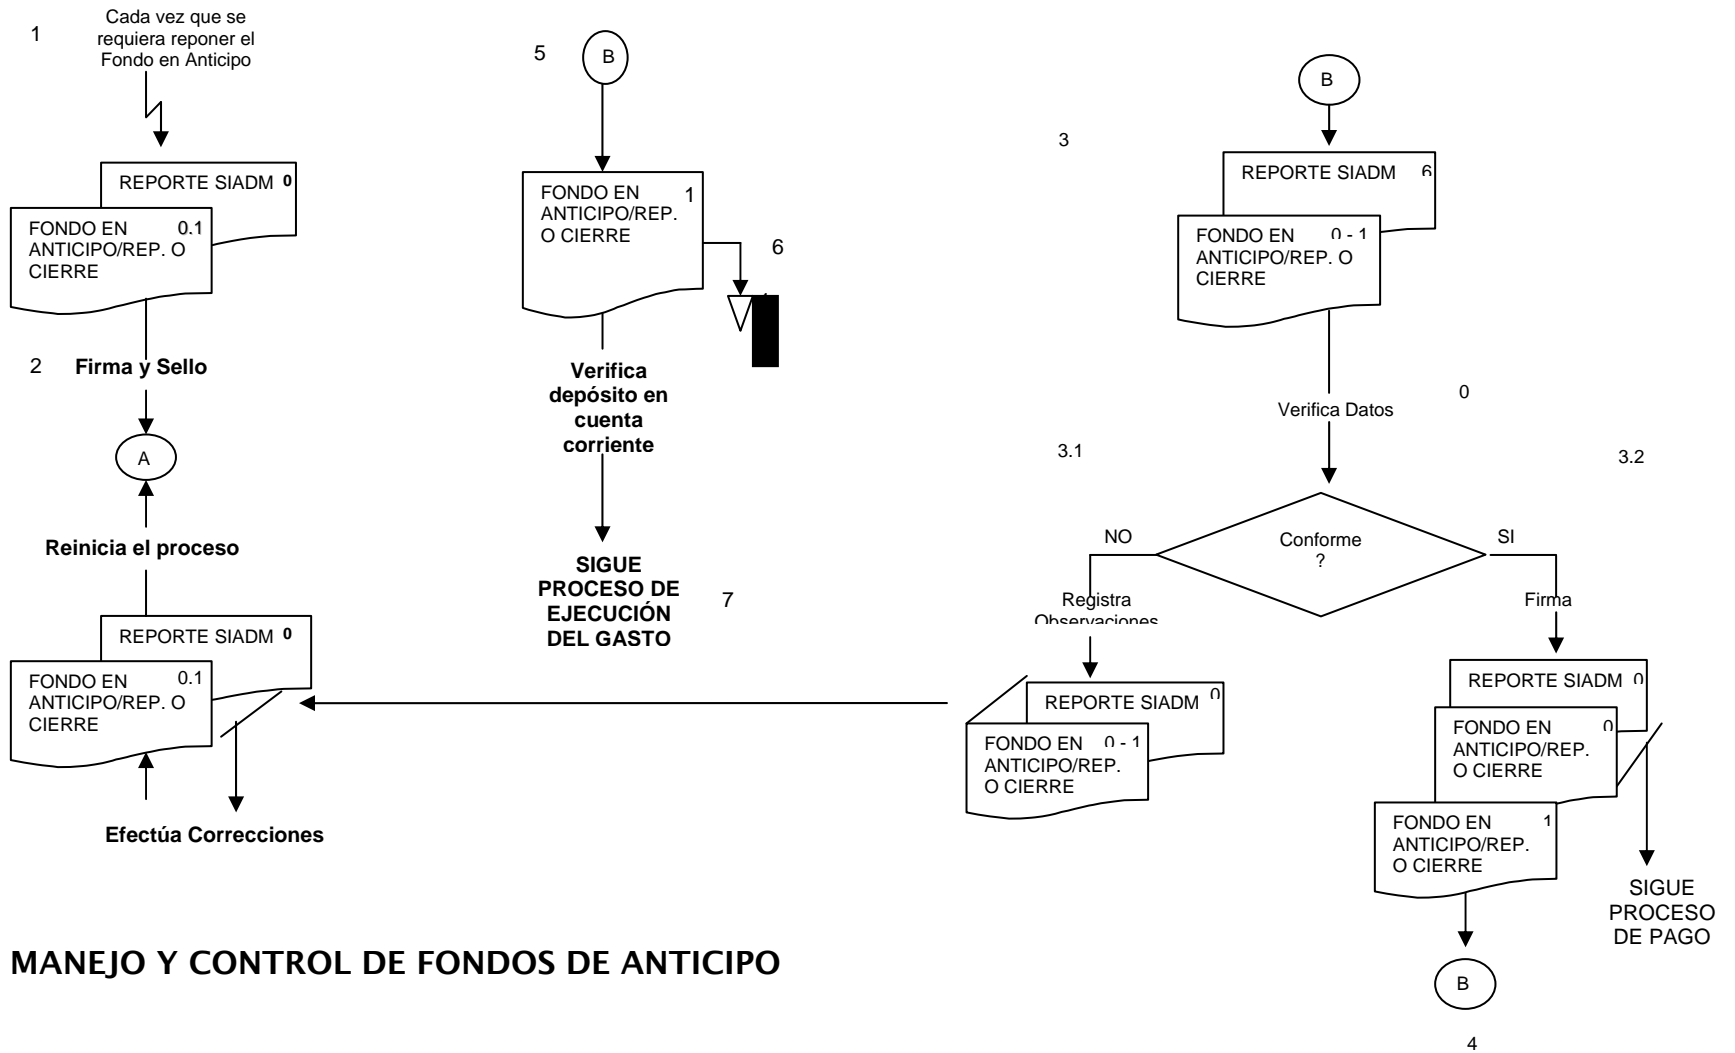 1
Cada vez que se
requiera reponer el
Fondo en Anticipo
REPORTE SIADM 0
FONDO EN 0.1
ANTICIPO/REP. O
CIERRE
2 Firma y Sello
A
Reinicia el proceso
REPORTE SIADM 0
FONDO EN 0.1
ANTICIPO/REP. O
CIERRE
Efectúa Correcciones
5
B
FONDO EN 1
ANTICIPO/REP.
O CIERRE
6
Verifica
depósito en
cuenta
corriente
SIGUE
PROCESO DE
EJECUCIÓN
DEL GASTO
7
B
3
REPORTE SIADM 6
FONDO EN 0 - 1
ANTICIPO/REP. O
CIERRE
0
Verifica Datos
3.1
3.2
NO
Conforme
?
SI
Registra
Observaciones
REPORTE SIADM 0
FONDO EN 0 - 1
ANTICIPO/REP.
O CIERRE
Firma
REPORTE SIADM 0
FONDO EN 0
ANTICIPO/REP.
O CIERRE
FONDO EN 1
ANTICIPO/REP.
O CIERRE
SIGUE
PROCESO
DE PAGO
B
4
MANEJO Y CONTROL DE FONDOS DE ANTICIPO